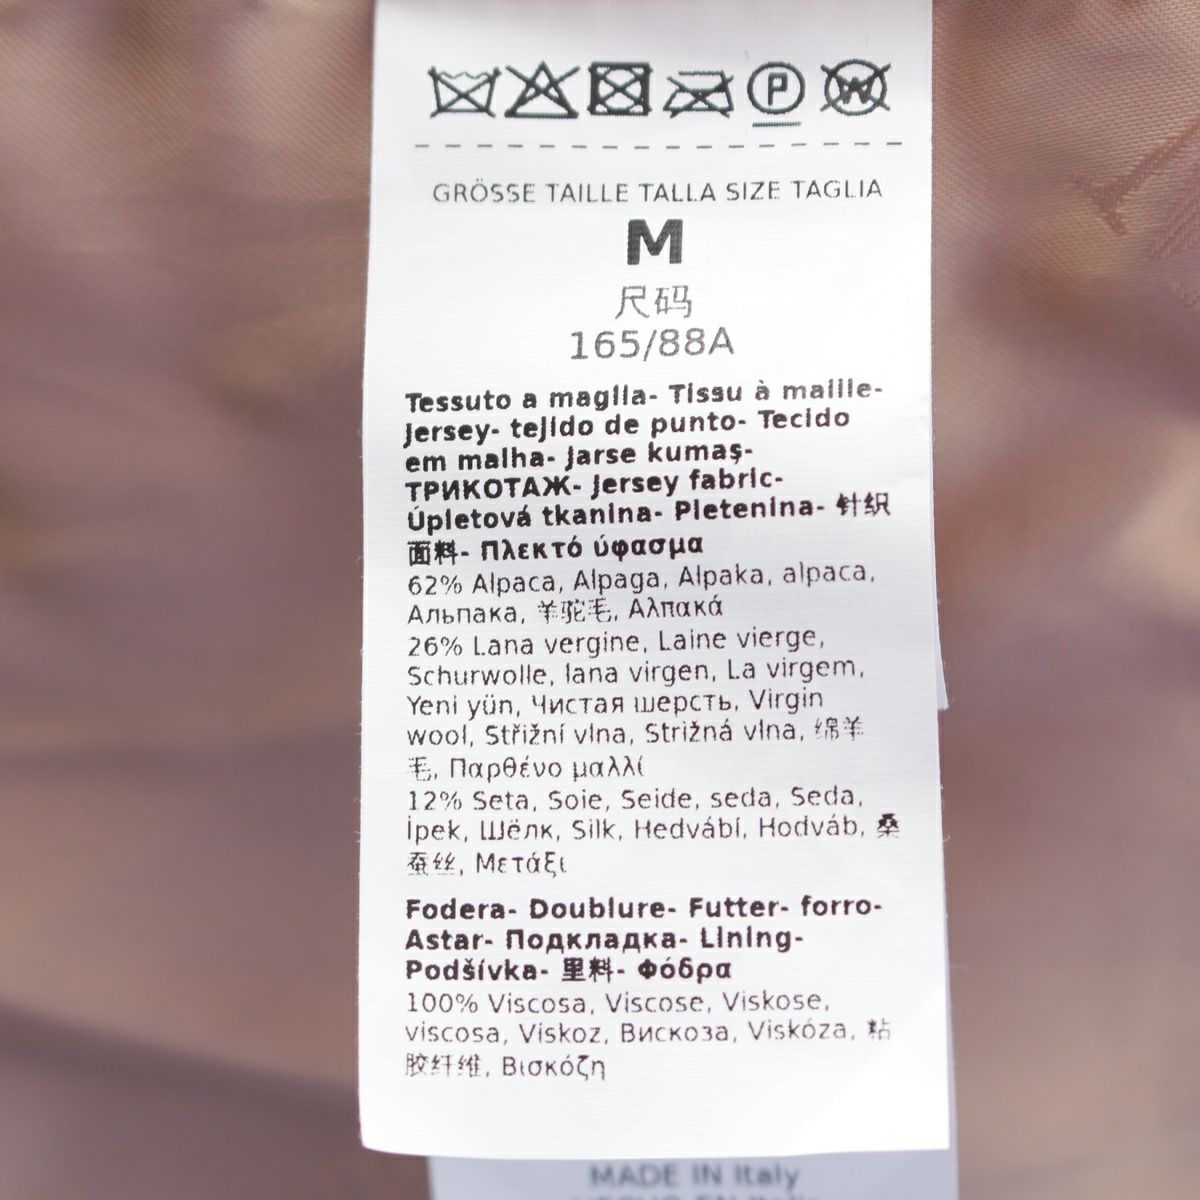 P
W
GRÖSSE TAILLE TALLA SIZE TAGLIA
M
尺码
165/88A
Tessuto a maglia- Tissu à maille-
Jersey- tejido de punto- Tecido
em malha- Jarse kumaş-
ТРИКОТАЖ- Jersey fabric-
Úpletová tkanina- Pletenina- 针织
面料- Πλεκτό ύφασμα
62% Alpaca, Alpaga, Alpaka, alpaca,
Альпака, 羊驼毛, Αλπακά
26% Lana vergine, Laine vierge,
Schurwolle, lana virgen, La virgem,
Yeni yün, Чистая шерсть, Virgin
wool, Střižní vlna, Strižná vlna, 绵羊
毛, Παρθένο μαλλί
12% Seta, Soie, Seide, seda, Seda,
İpek, Шёлк, Silk, Hedvábí, Hodváb, 桑
蚕丝, Μετάξι
Fodera- Doublure- Futter- forro-
Astar- Подкладка- Lining-
Podšívka- 里料- Φόδρα
100% Viscosa, Viscose, Viskose,
viscosa, Viskoz, Вискоза, Viskóza, 粘
胶纤维, Βισκόζη
MADE IN Italy